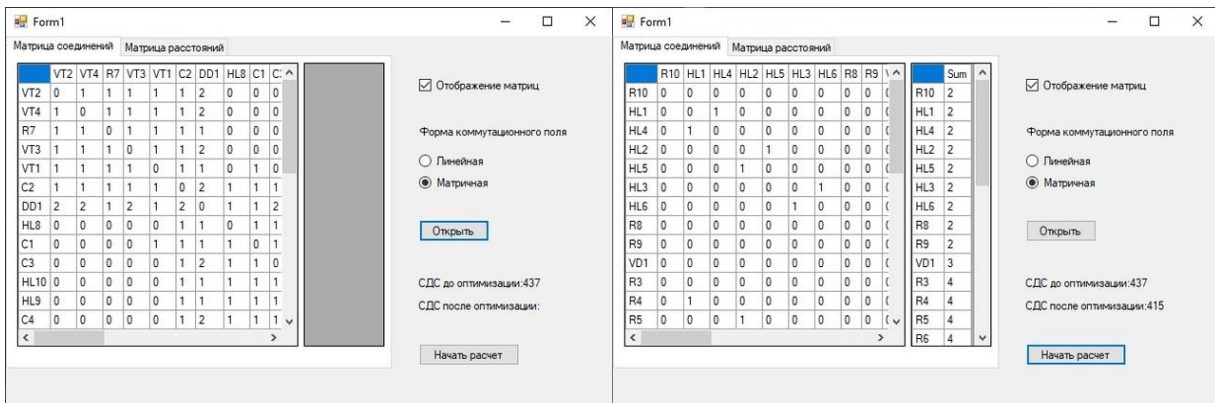 Form1
Матрица соединений Матрица расстояний
VT2 VT4 R7 VT3 VT1 C2 DD1 HL8 C1
VT2 0 1 1 1 1 1 2 0 0 0
VT4 1 0 1 1 1 1 2 0 0 0
R7 1 1 0 1 1 1 1 0 0 0
VT3 1 1 1 0 1 1 2 0 0 0
VT1 1 1 1 1 0 1 1 0 1 0
C2 1 1 1 1 1 0 2 1 1 1
DD1 2 2 1 2 1 2 0 1 1 2
HL8 0 0 0 0 0 1 1 0 1 1
C1 0 0 0 0 1 1 1 1 0 1
C3 0 0 0 0 0 1 2 1 1 0
HL10 0 0 0 0 0 1 1 1 1 1
HL9 0 0 0 0 0 1 1 1 1 1
C4 0 0 0 0 0 1 2 1 1 1
Отображение матриц
Форма коммутационного поля
Линейная
Матричная
Открыть
СДС до оптимизации:437
СДС после оптимизации:
Начать расчет
Form1
Матрица соединений Матрица расстояний
R10 HL1 HL4 HL2 HL5 HL3 HL6 R8 R9
R10 0 0 0 0 0 0 0 0 0
HL1 0 0 1 0 0 0 0 0 0
HL4 0 1 0 0 0 0 0 0 0
HL2 0 0 0 0 1 0 0 0 0
HL5 0 0 0 1 0 0 0 0 0
HL3 0 0 0 0 0 0 1 0 0
HL6 0 0 0 0 0 1 0 0 0
R8 0 0 0 0 0 0 0 0 0
R9 0 0 0 0 0 0 0 0 0
VD1 0 0 0 0 0 0 0 0 0
R3 0 0 0 0 0 0 0 0 0
R4 0 1 0 0 0 0 0 0 0
R5 0 0 0 1 0 0 0 0 0
Sum
R10 2
HL1 2
HL4 2
HL2 2
HL5 2
HL3 2
HL6 2
R8 2
R9 2
VD1 3
R3 4
R4 4
R5 4
R6 4
Отображение матриц
Форма коммутационного поля
Линейная
Матричная
Открыть
СДС до оптимизации:437
СДС после оптимизации:415
Начать расчет